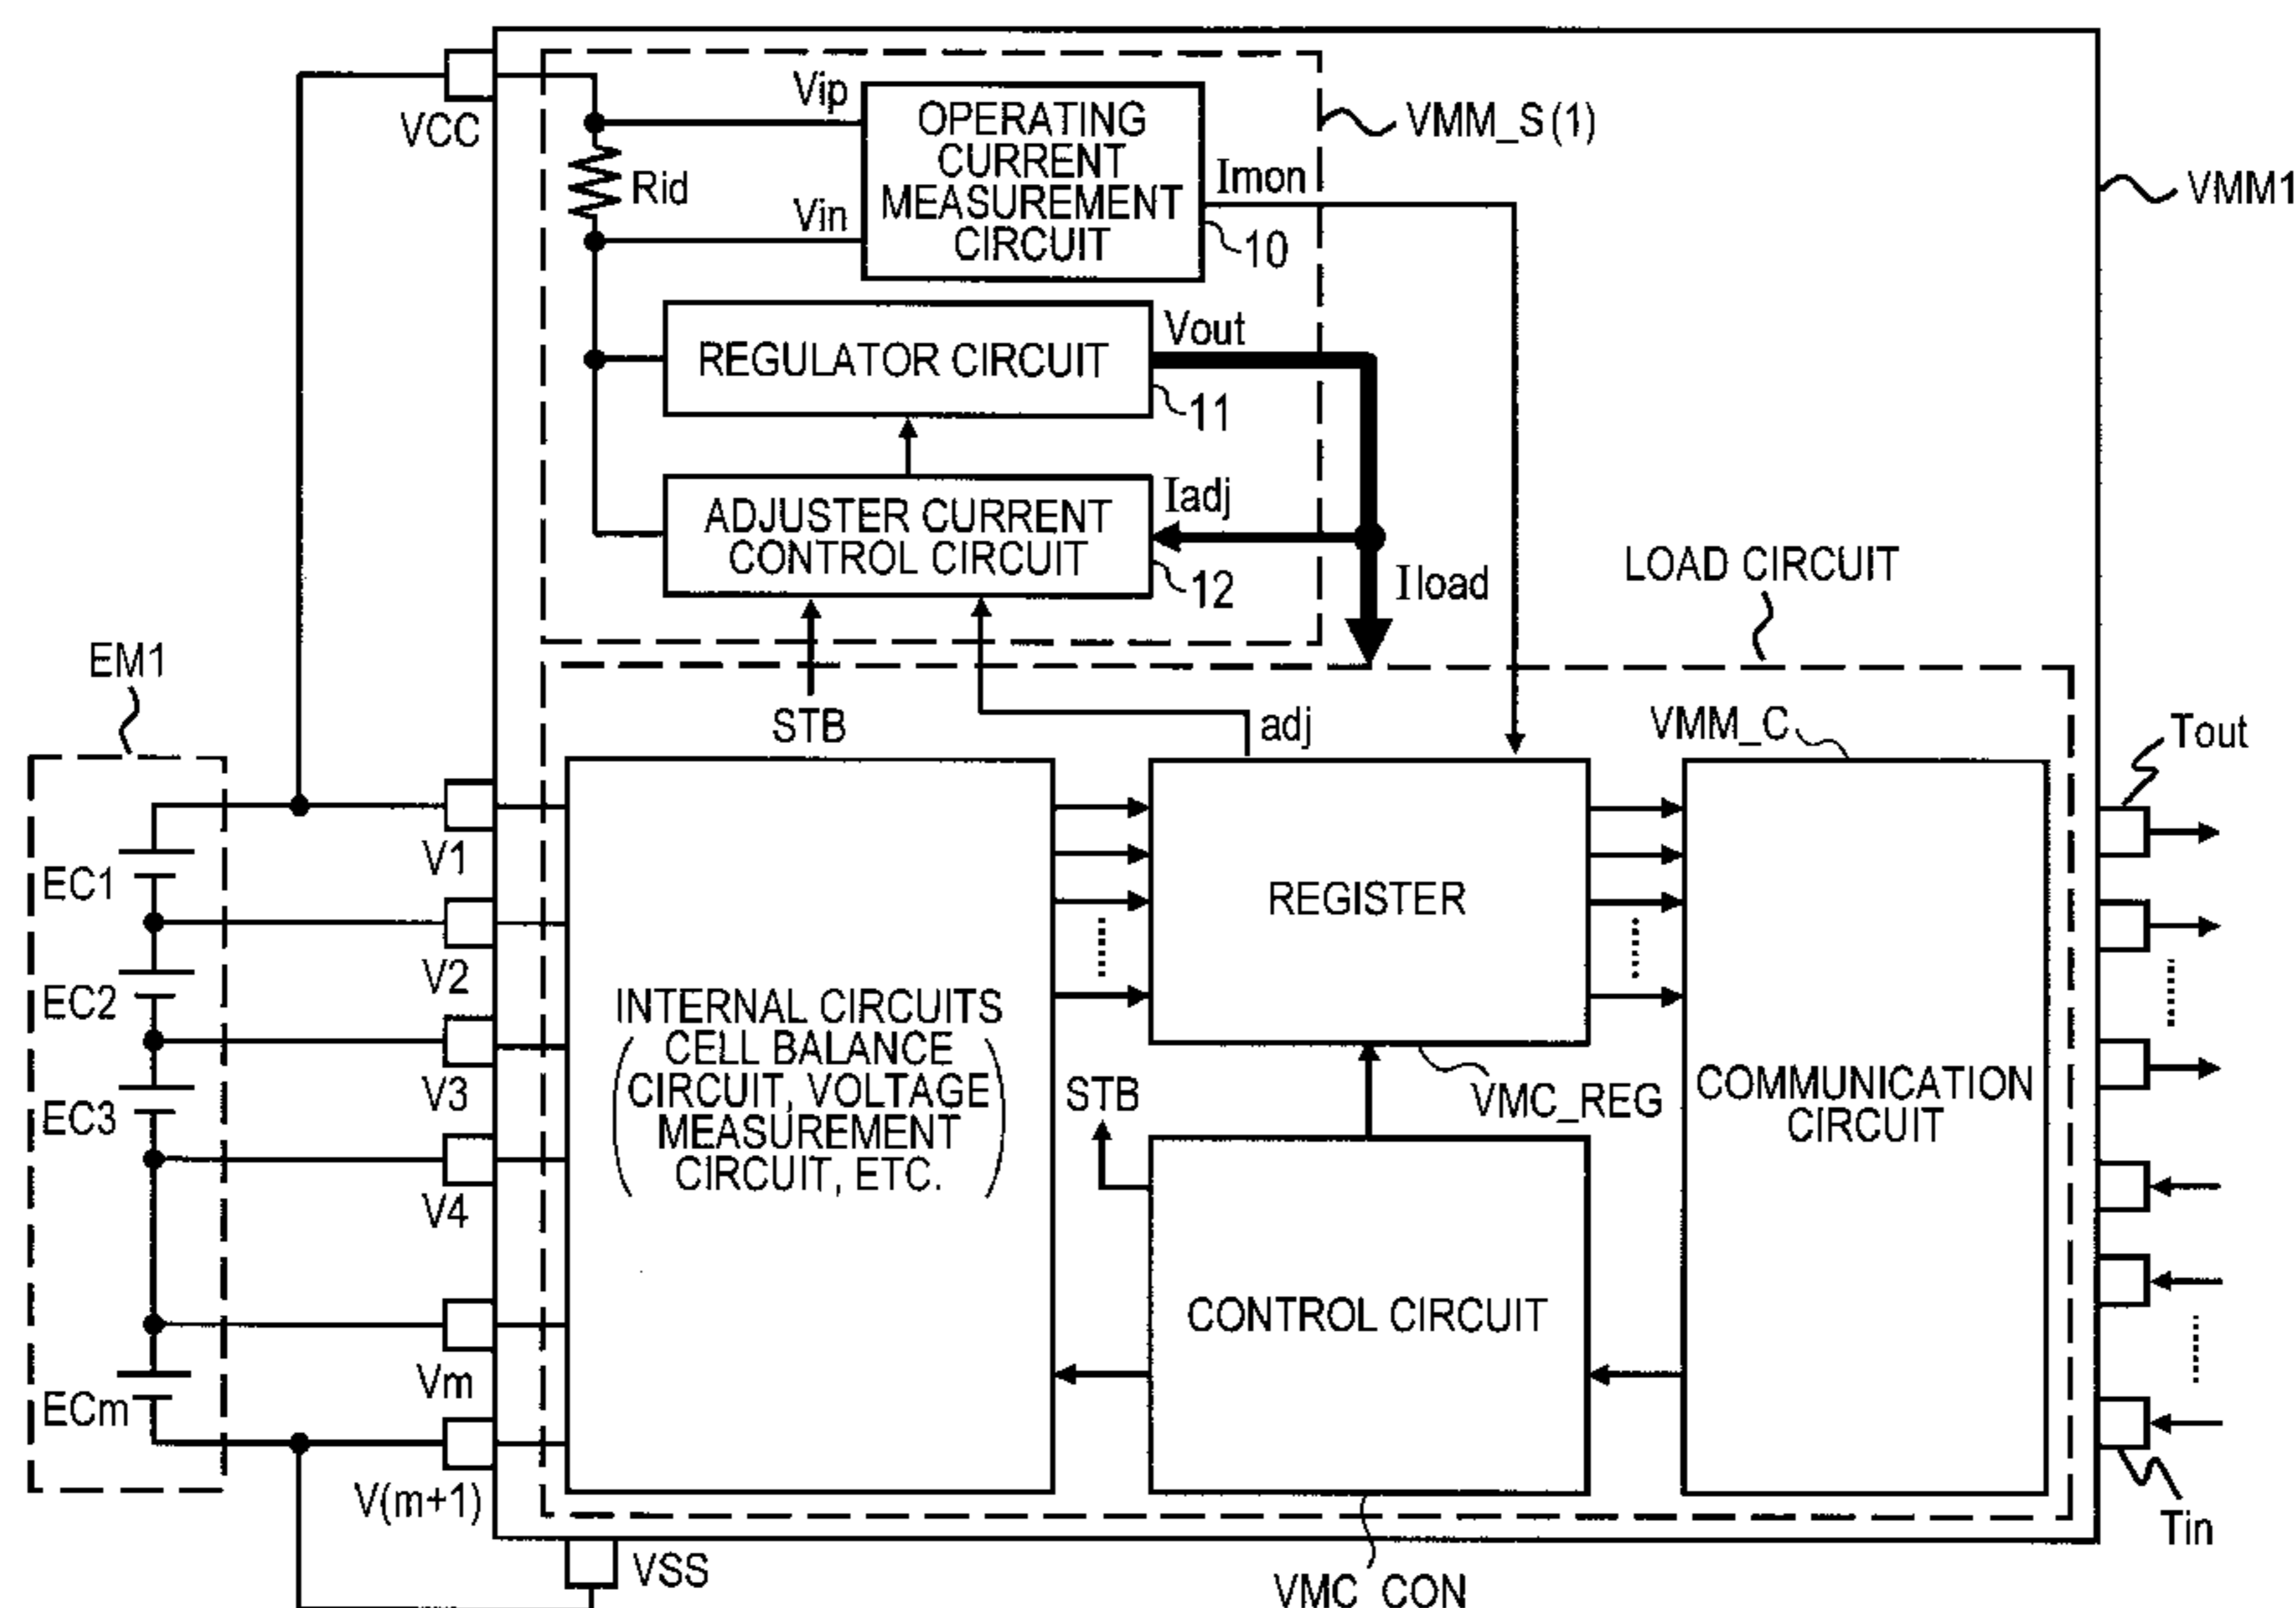 VCC
Vip
Vin
Rid
OPERATING
CURRENT
MEASUREMENT
CIRCUIT
Imon
10
VMM_S(1)
VMM1
REGULATOR CIRCUIT
Vout
11
ADJUSTER CURRENT
CONTROL CIRCUIT
Iadj
12
Iload
LOAD CIRCUIT
EM1
STB
adj
VMM_C
Tout
V1
EC1
V2
EC2
V3
EC3
V4
Vm
ECm
V(m+1)
VSS
INTERNAL CIRCUITS
CELL BALANCE
CIRCUIT, VOLTAGE
MEASUREMENT
CIRCUIT, ETC.
REGISTER
STB
VMC_REG
COMMUNICATION
CIRCUIT
CONTROL CIRCUIT
VMC_CON
Tin